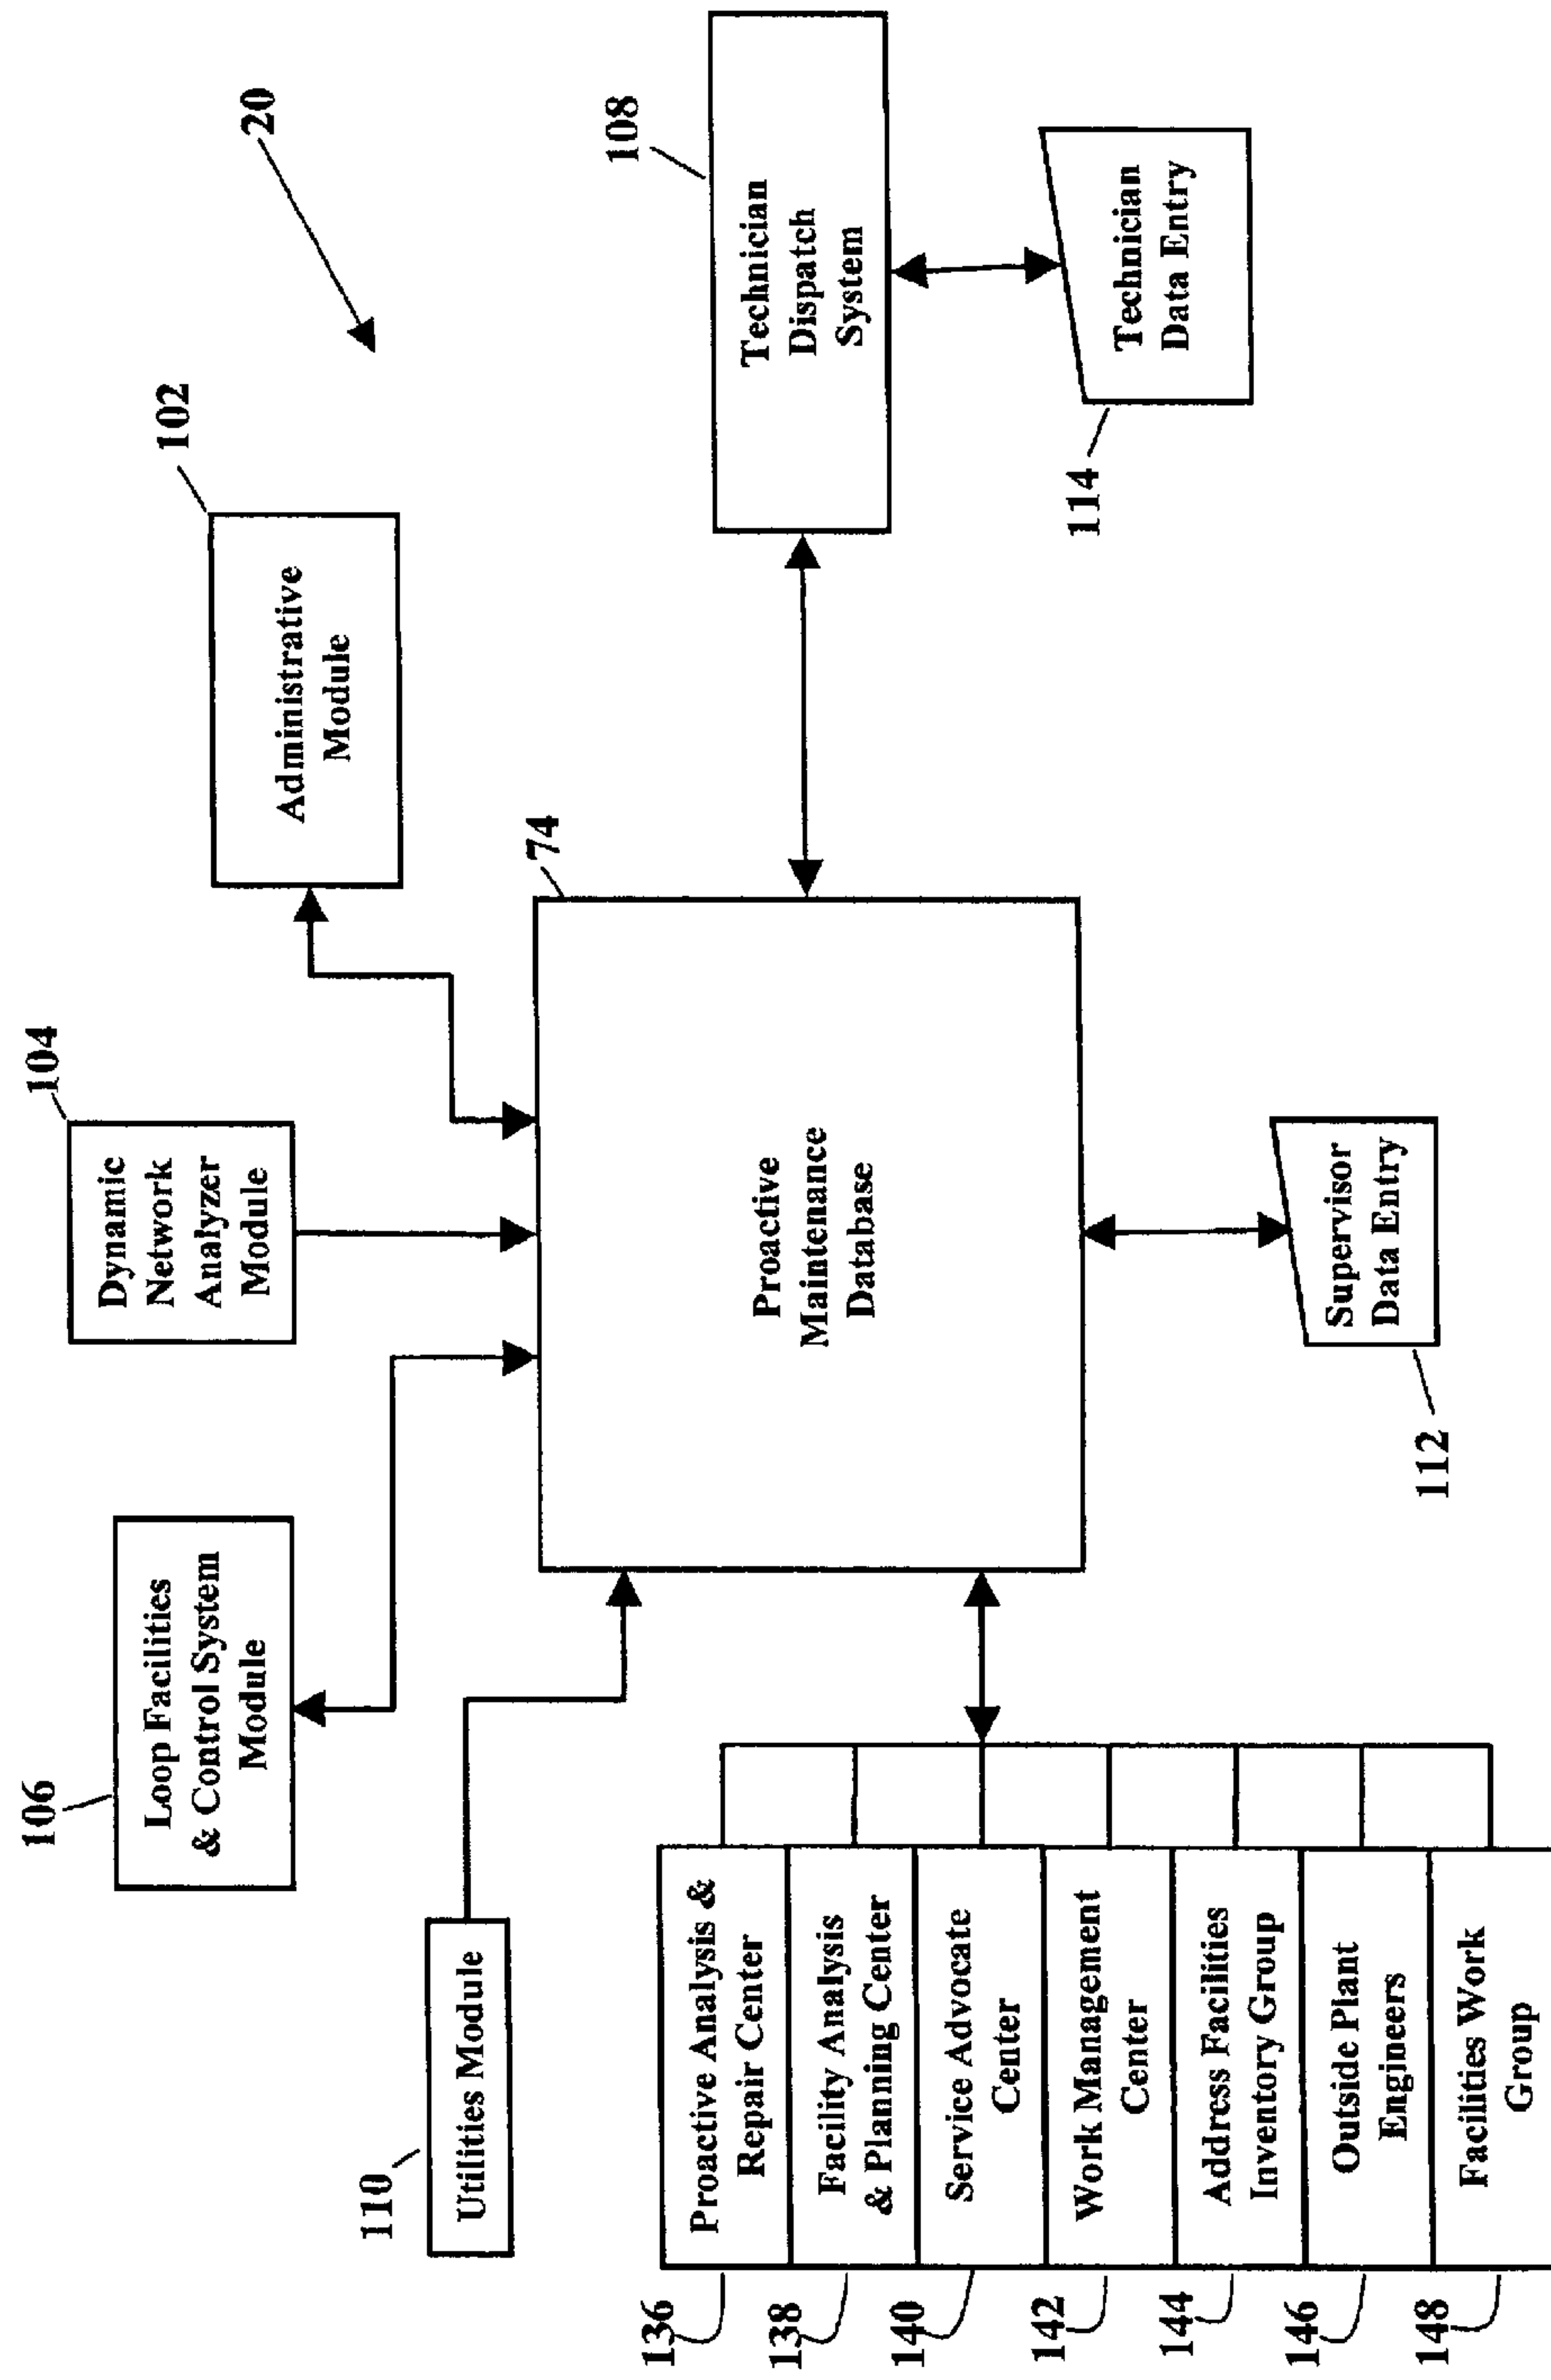 20
102
Administrative
Module
104
Dynamic
Network
Analyzer
Module
106
Loop Facilities
& Control System
Module
110
Utilities Module
74
Proactive
Maintenance
Database
108
Technician
Dispatch
System
114
Technician
Data Entry
112
Supervisor
Data Entry
136
Proactive Analysis &
Repair Center
138
Facility Analysis
& Planning Center
140
Service Advocate
Center
142
Work Management
Center
144
Address Facilities
Inventory Group
146
Outside Plant
Engineers
148
Facilities Work
Group